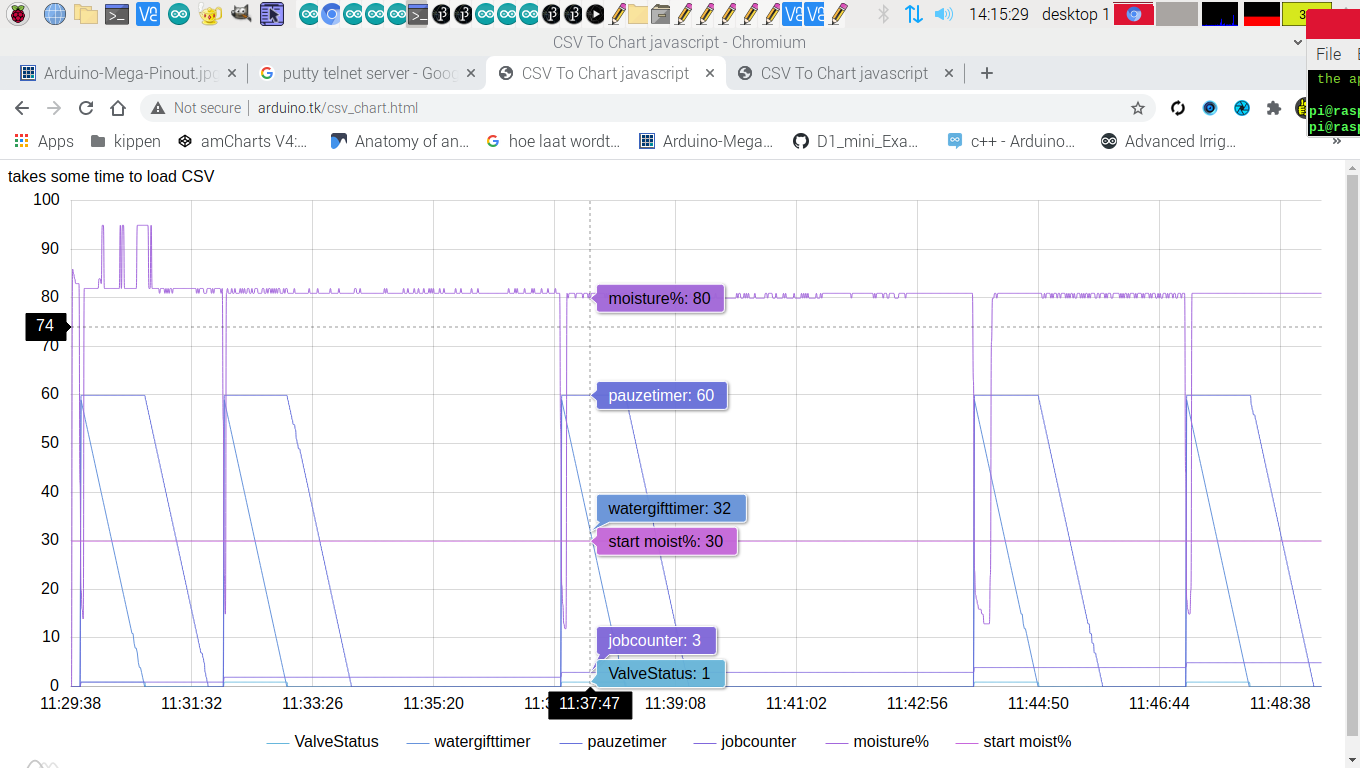 14:15:29 desktop 1
CSV To Chart javascript - Chromium
File
Arduino-Mega-Pinout.jpg putty telnet server - Goog CSV To Chart javascript CSV To Chart javascript
the ap
Not secure arduino.tk/csv_chart.html
pi@rasp
pi@rasp
Apps kippen amCharts V4:... Anatomy of an... hoe laat wordt... Arduino-Mega... D1_mini_Exa... c++ - Arduino... Advanced Irrig... »
takes some time to load CSV
100
90
80
moisture%: 80
74
70
60
pauzetimer: 60
50
40
watergifttimer: 32
30
start moist%: 30
20
10
jobcounter: 3
ValveStatus: 1
0
11:29:38 11:31:32 11:33:26 11:35:20 11:3 11:37:47 11:39:08 11:41:02 11:42:56 11:44:50 11:46:44 11:48:38
ValveStatus watergifttimer pauzetimer jobcounter moisture% start moist%